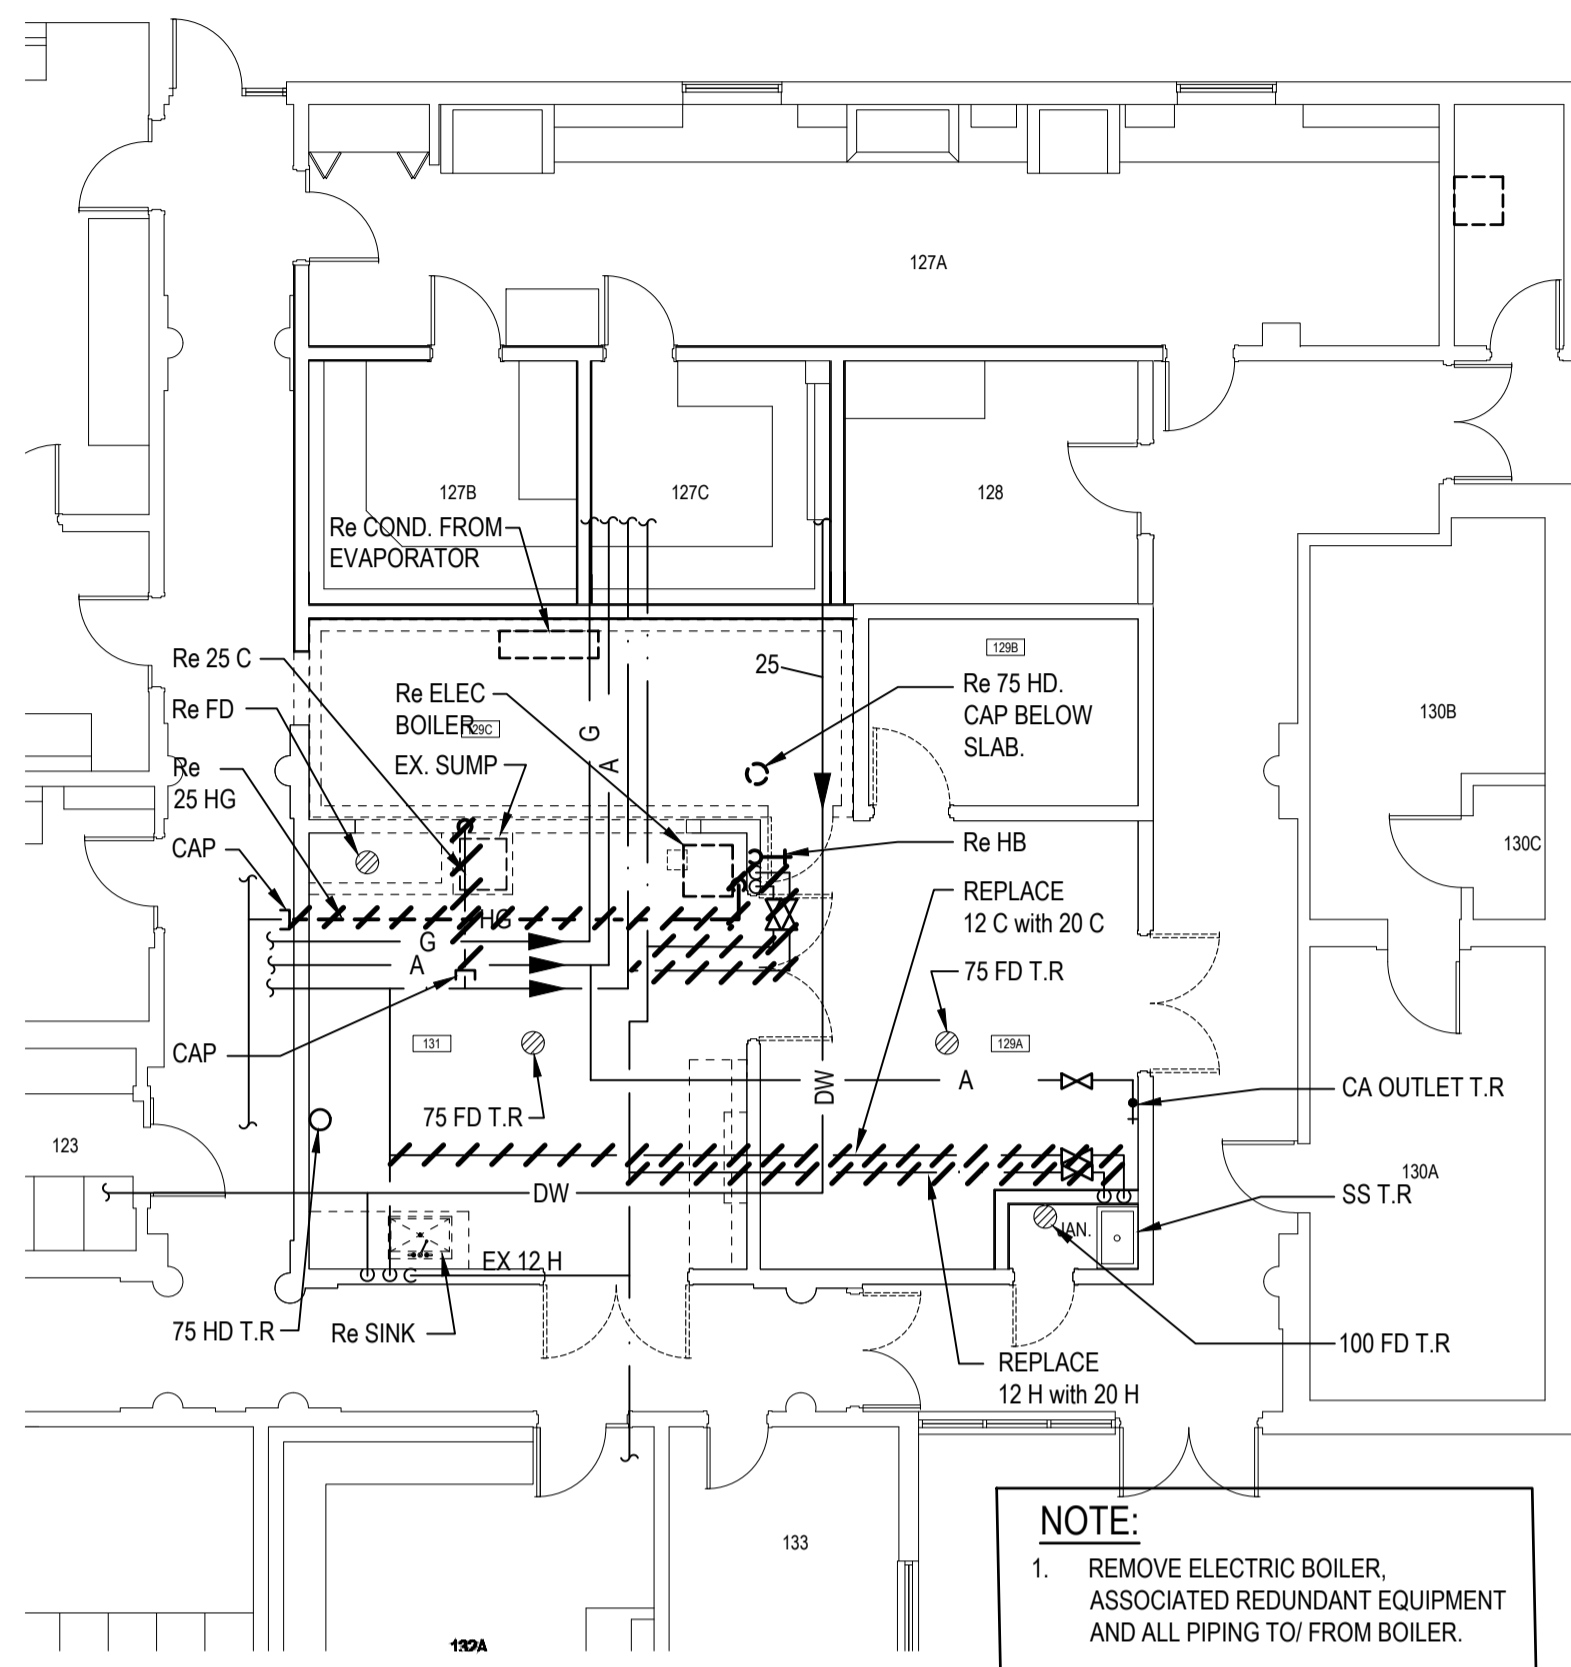 127A
127B
127C
128
Re COND. FROM
EVAPORATOR
Re 25 C
Re FD
Re
25 HG
CAP
Re ELEC
BOILER
129C
EX. SUMP
G
A
25
129B
Re 75 HD.
CAP BELOW
SLAB.
130B
130C
Re HB
REPLACE
12 C with 20 C
75 FD T.R
HG
G
A
CAP
131
129A
75 FD T.R
A
DW
CA OUTLET T.R
123
130A
SS T.R
DW
JAN.
EX 12 H
75 HD T.R
Re SINK
100 FD T.R
REPLACE
12 H with 20 H
133
132A
NOTE:
1. REMOVE ELECTRIC BOILER,
ASSOCIATED REDUNDANT EQUIPMENT
AND ALL PIPING TO/ FROM BOILER.